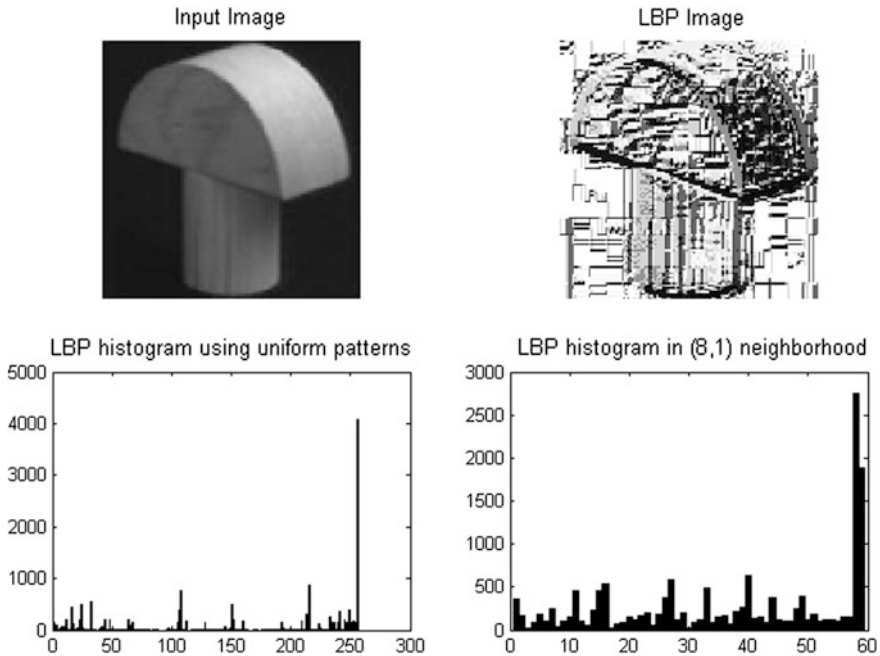 Input Image
LBP Image
LBP histogram using uniform patterns
5000
4000
3000
2000
1000
0
0 50 100 150 200 250 300
LBP histogram in (8,1) neighborhood
3000
2500
2000
1500
1000
500
0
0 10 20 30 40 50 60